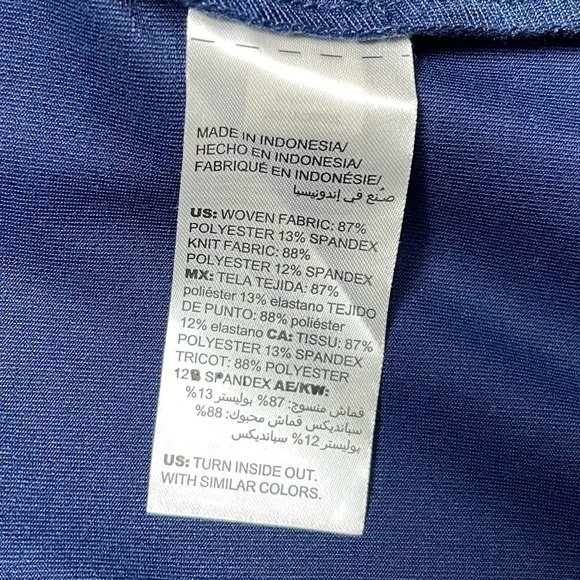 MADE IN INDONESIA/
HECHO EN INDONESIA/
FABRIQUÉ EN INDONÉSIE/
صنع في إندونيسيا
US: WOVEN FABRIC: 87%
POLYESTER 13% SPANDEX
KNIT FABRIC: 88%
POLYESTER 12% SPANDEX
MX: TELA TEJIDA: 87%
poliéster 13% elastano TEJIDO
DE PUNTO: 88% poliéster
12% elastano CA: TISSU: 87%
POLYESTER 13% SPANDEX
TRICOT: 88% POLYESTER
12% SPANDEX AE/KW:
قماش منسوج: 87% بوليستر 13%
سبانديكس قماش محبوك: 88%
بوليستر 12% سبانديكس
US: TURN INSIDE OUT.
WITH SIMILAR COLORS.